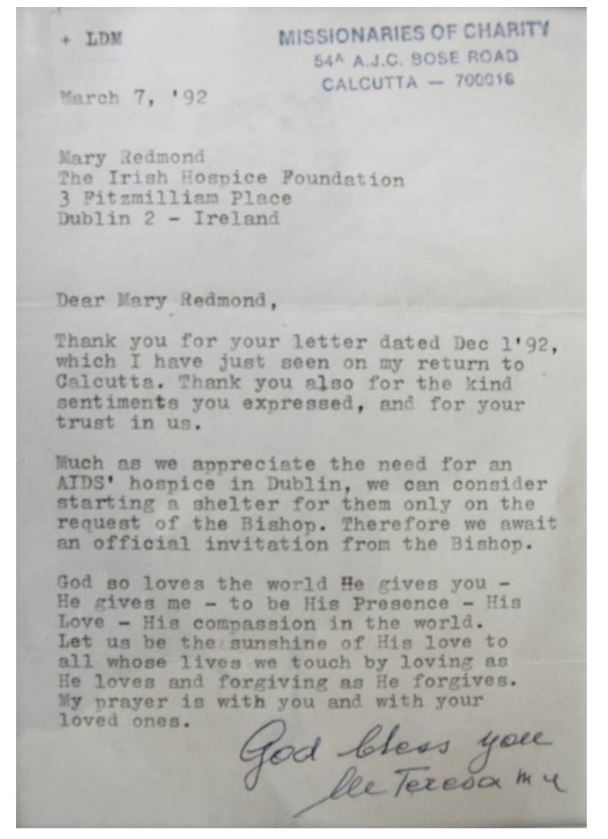 + LDM
MISSIONARIES OF CHARITY
54A A.J.C. BOSE ROAD
CALCUTTA — 700016
March 7, '92
Mary Redmond
The Irish Hospice Foundation
3 Fitzmilliam Place
Dublin 2 - Ireland
Dear Mary Redmond,
Thank you for your letter dated Dec 1'92,
which I have just seen on my return to
Calcutta. Thank you also for the kind
sentiments you expressed, and for your
trust in us.
Much as we appreciate the need for an
AIDS' hospice in Dublin, we can consider
starting a shelter for them only on the
request of the Bishop. Therefore we await
an official invitation from the Bishop.
God so loves the world He gives you -
He gives me - to be His Presence - His
Love - His compassion in the world.
Let us be the sunshine of His love to
all whose lives we touch by loving as
He loves and forgiving as He forgives.
My prayer is with you and with your
loved ones.
God bless you
lle Teresa mc